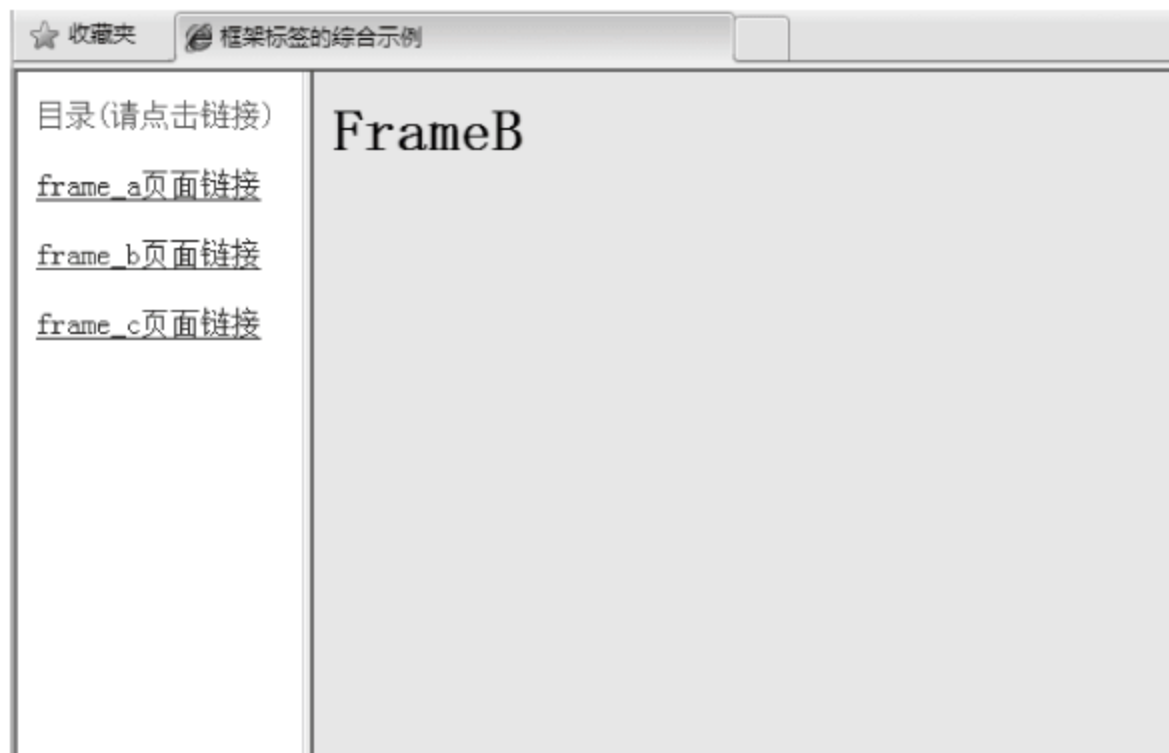 收藏夹 框架标签的综合示例
目录(请点击链接)
FrameB
frame_a页面链接
frame_b页面链接
frame_c页面链接